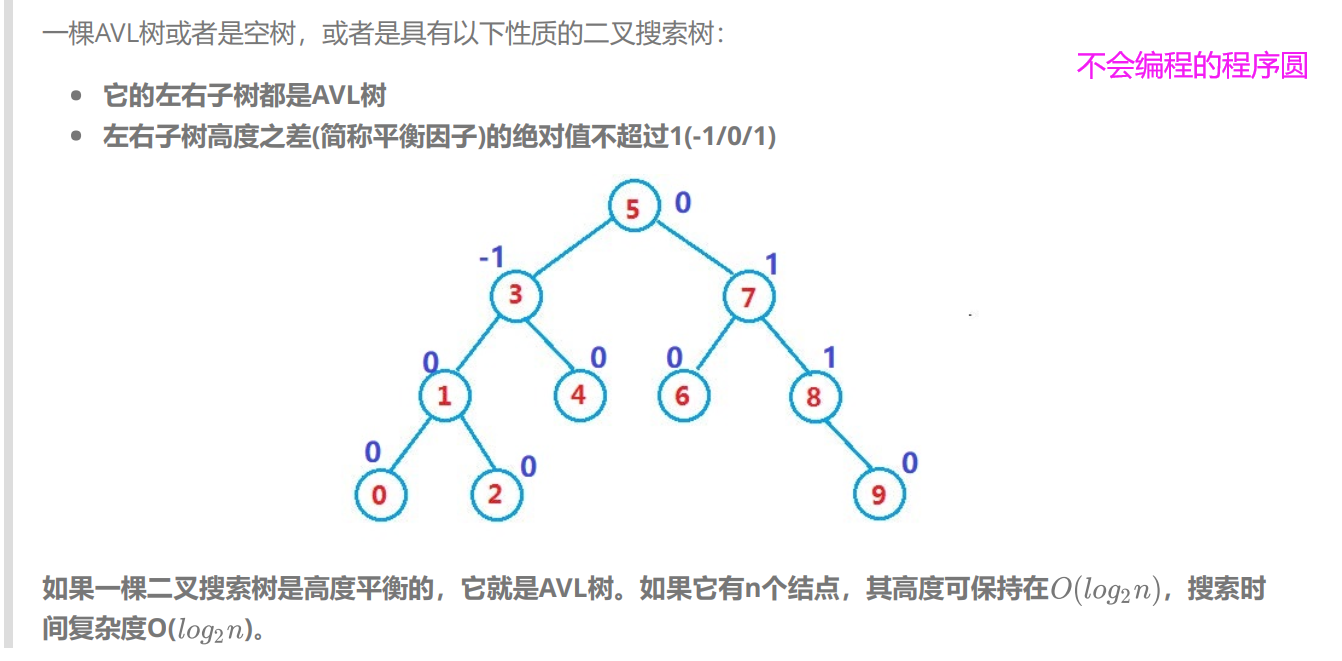 一棵AVL树或者是空树，或者是具有以下性质的二叉搜索树：
不会编程的程序圆
• 它的左右子树都是AVL树
• 左右子树高度之差(简称平衡因子)的绝对值不超过1(-1/0/1)
5 0
-1 1
3 7
0 0 0 1
1 4 6 8
0 0 0
0 2 9
如果一棵二叉搜索树是高度平衡的，它就是AVL树。如果它有n个结点，其高度可保持在O(log₂n)，搜索时
间复杂度O(log₂n)。